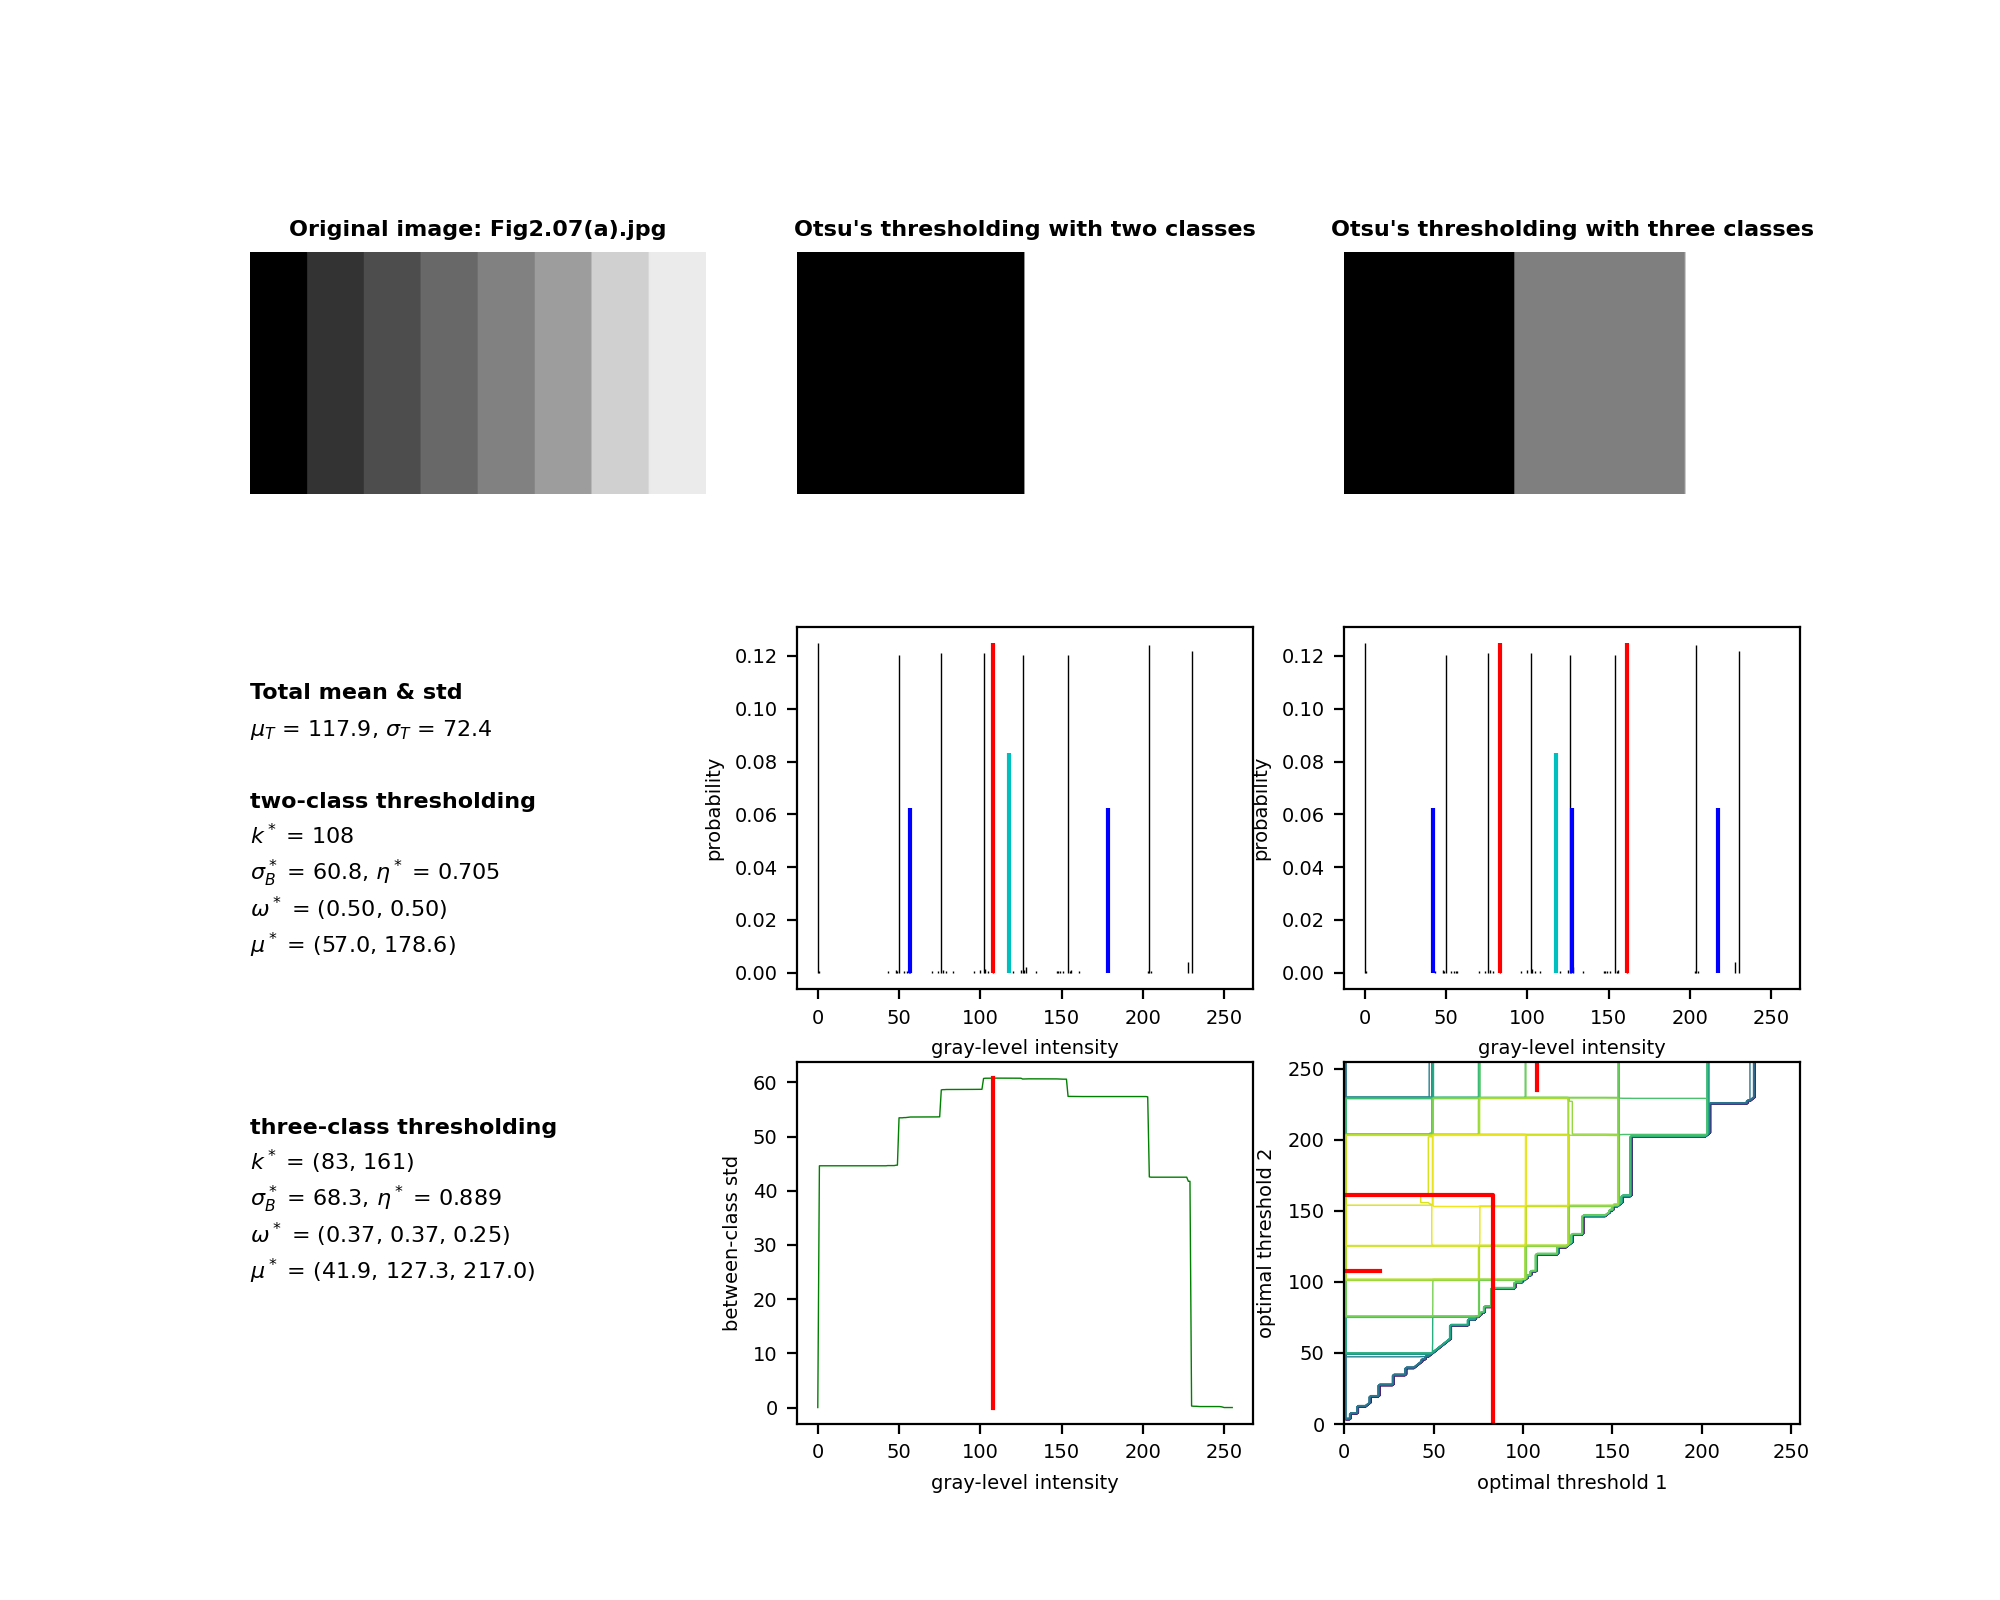 Original image: Fig2.07(a).jpg
Otsu's thresholding with two classes
Otsu's thresholding with three classes
Total mean & std
μ_T = 117.9, σ_T = 72.4
two-class thresholding
k* = 108
σ_B* = 60.8, η* = 0.705
ω* = (0.50, 0.50)
μ* = (57.0, 178.6)
probability
0.12
0.10
0.08
0.06
0.04
0.02
0.00
0 50 100 150 200 250
gray-level intensity
probability
0.12
0.10
0.08
0.06
0.04
0.02
0.00
0 50 100 150 200 250
gray-level intensity
three-class thresholding
k* = (83, 161)
σ_B* = 68.3, η* = 0.889
ω* = (0.37, 0.37, 0.25)
μ* = (41.9, 127.3, 217.0)
between-class std
60
50
40
30
20
10
0
0 50 100 150 200 250
gray-level intensity
optimal threshold 2
250
200
150
100
50
0
0 50 100 150 200 250
optimal threshold 1